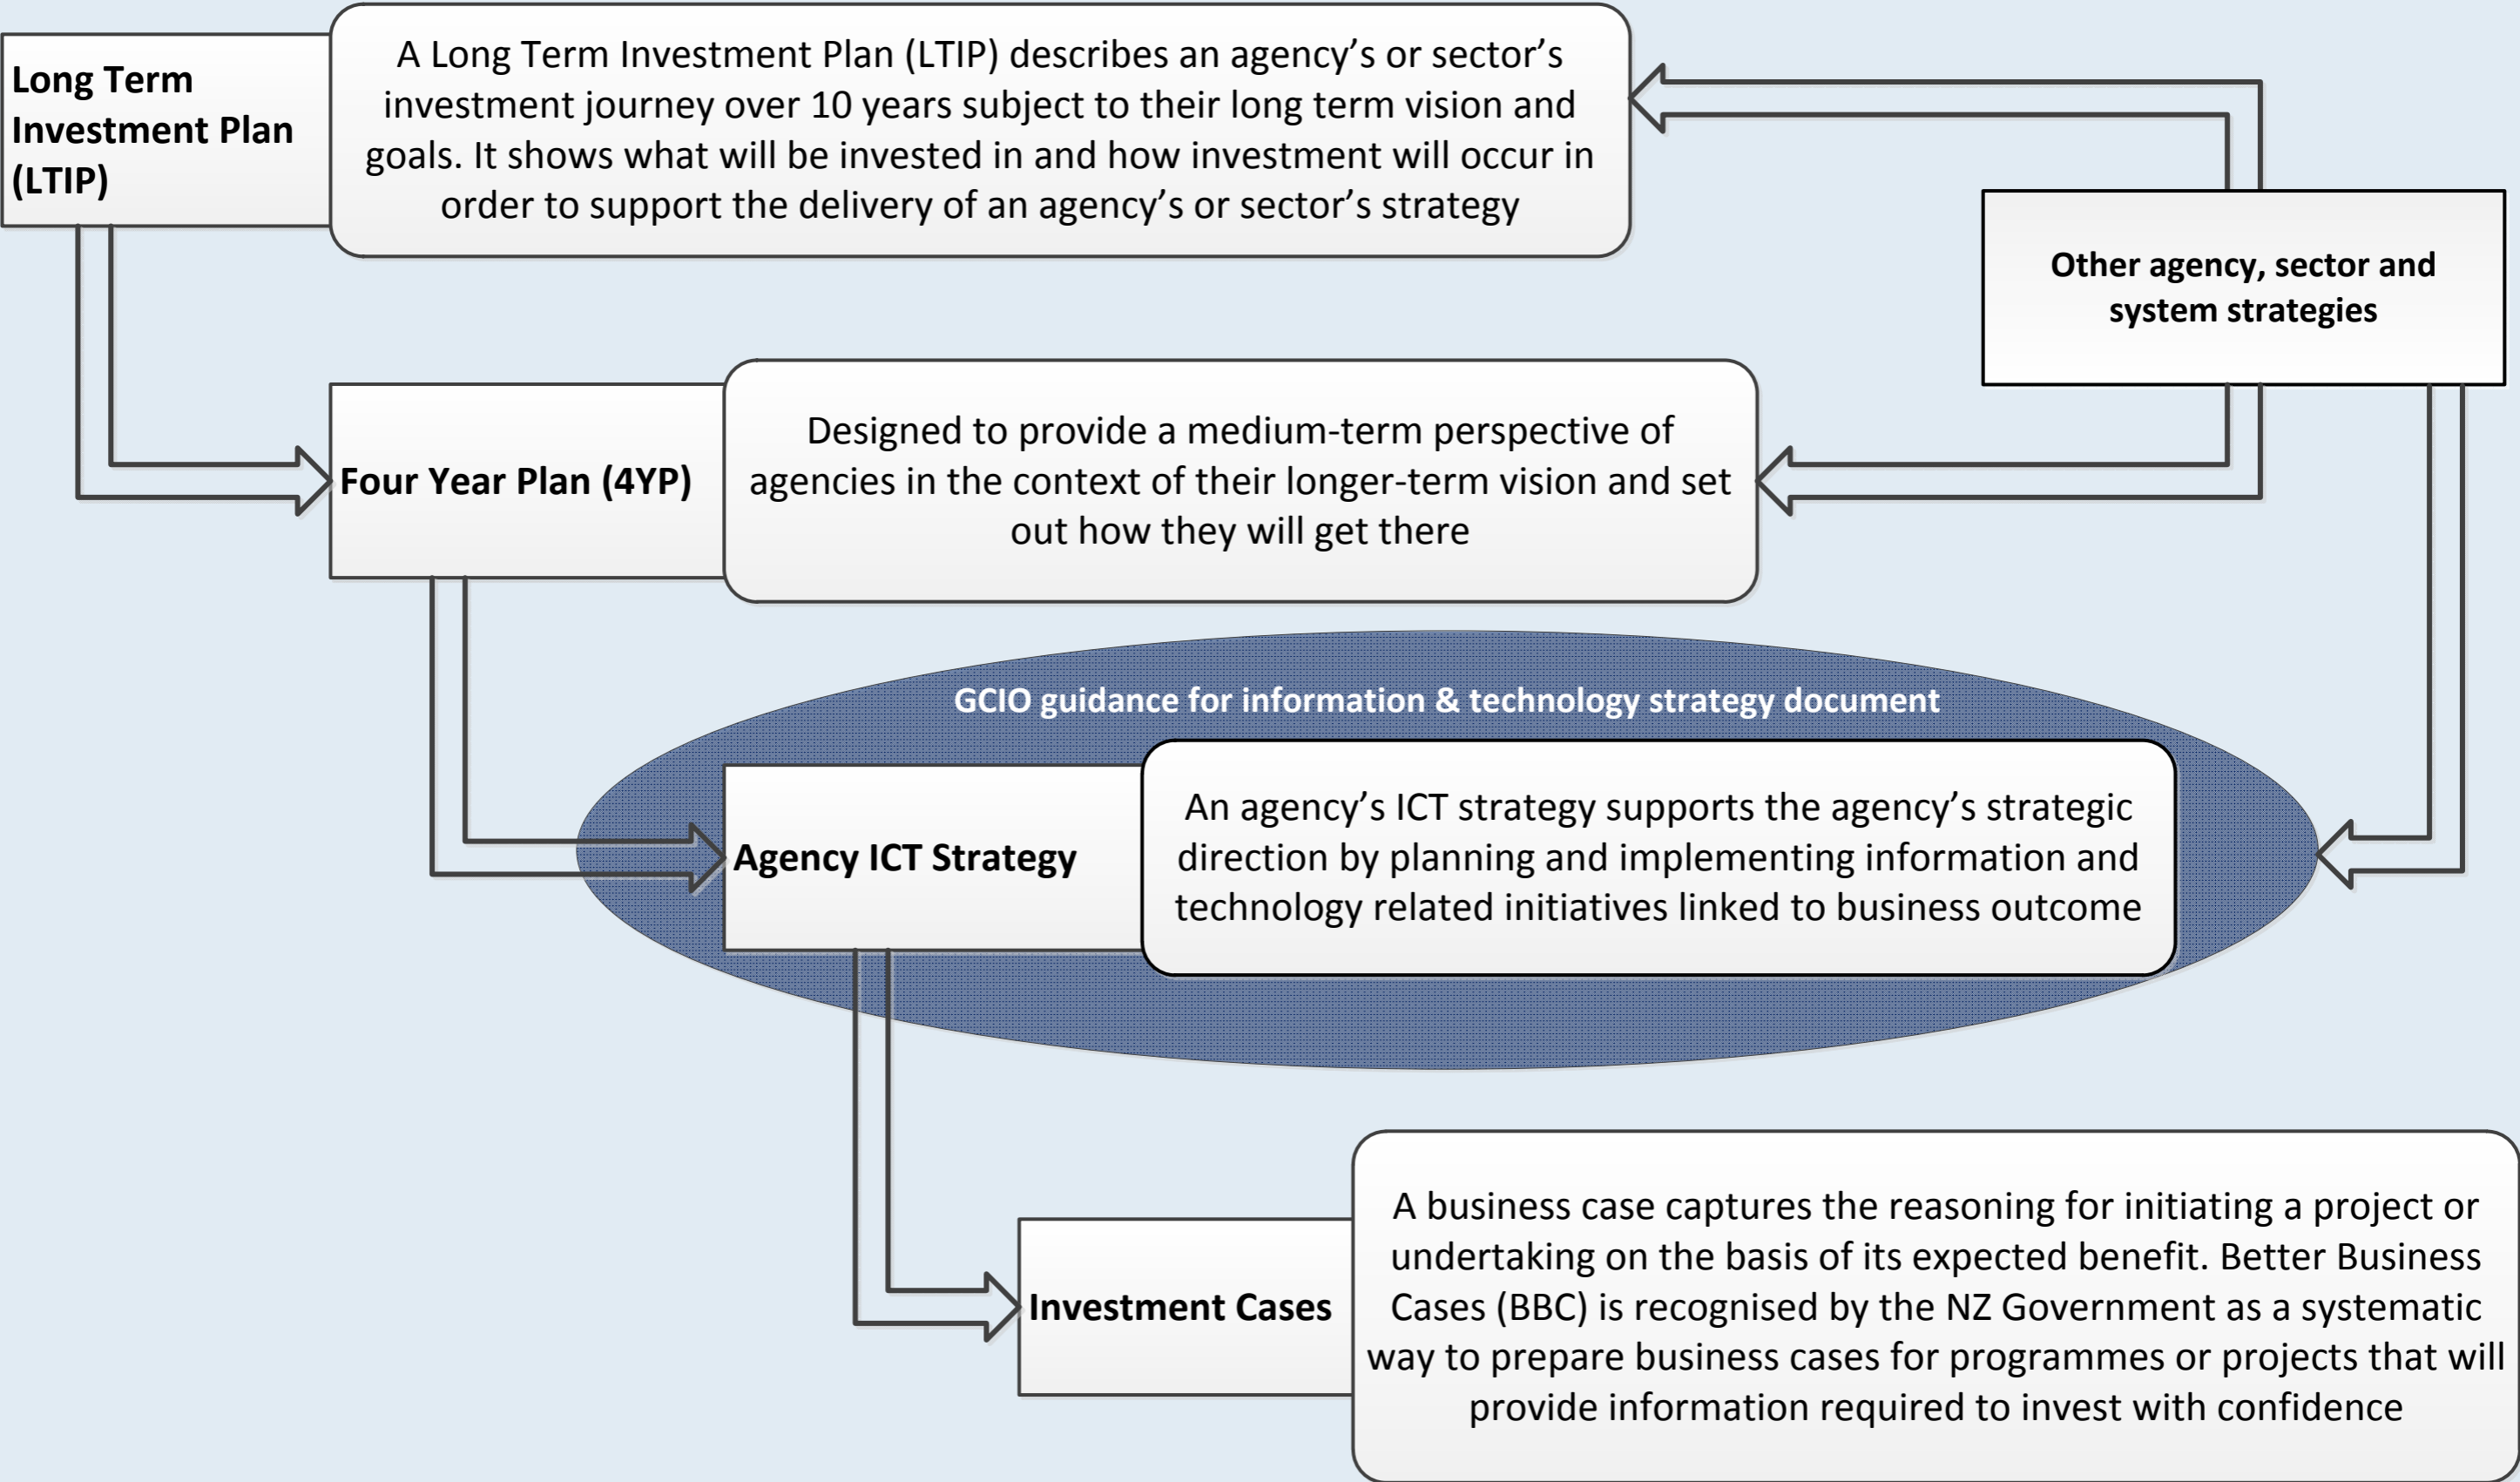 Long Term
Investment Plan
(LTIP)
A Long Term Investment Plan (LTIP) describes an agency’s or sector’s
investment journey over 10 years subject to their long term vision and
goals. It shows what will be invested in and how investment will occur in
order to support the delivery of an agency’s or sector’s strategy
Other agency, sector and
system strategies
Four Year Plan (4YP)
Designed to provide a medium-term perspective of
agencies in the context of their longer-term vision and set
out how they will get there
GCIO guidance for information & technology strategy document
Agency ICT Strategy
An agency’s ICT strategy supports the agency’s strategic
direction by planning and implementing information and
technology related initiatives linked to business outcome
Investment Cases
A business case captures the reasoning for initiating a project or
undertaking on the basis of its expected benefit. Better Business
Cases (BBC) is recognised by the NZ Government as a systematic
way to prepare business cases for programmes or projects that will
provide information required to invest with confidence